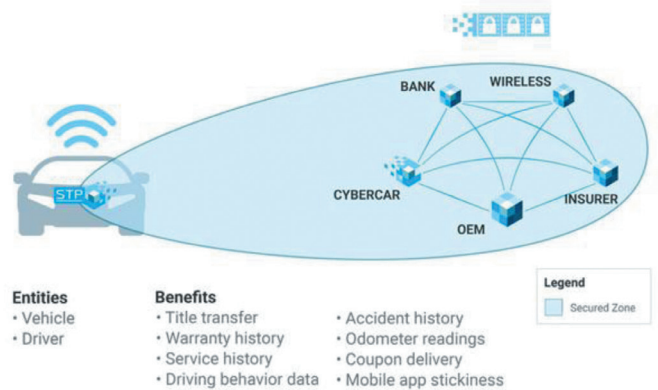 BANK
WIRELESS
STP
CYBERCAR
INSURER
OEM
Legend
Secured Zone
Entities
• Vehicle
• Driver
Benefits
• Title transfer
• Warranty history
• Service history
• Driving behavior data
• Accident history
• Odometer readings
• Coupon delivery
• Mobile app stickiness